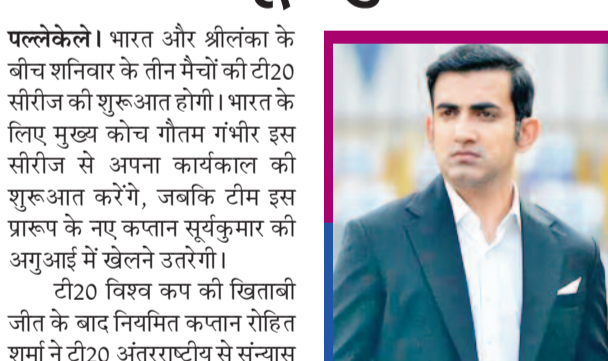 पल्लेकेले। भारत और श्रीलंका के
बीच शनिवार के तीन मैचों की टी20
सीरीज की शुरूआत होगी। भारत के
लिए मुख्य कोच गौतम गंभीर इस
सीरीज से अपना कार्यकाल की
शुरूआत करेंगे, जबकि टीम इस
प्रारूप के नए कप्तान सूर्यकुमार की
अगुआई में खेलने उतरेगी।
टी20 विश्व कप की खिताबी
जीत के बाद नियमित कप्तान रोहित
शर्मा ने टी20 अंतरराष्टीय से संन्यास